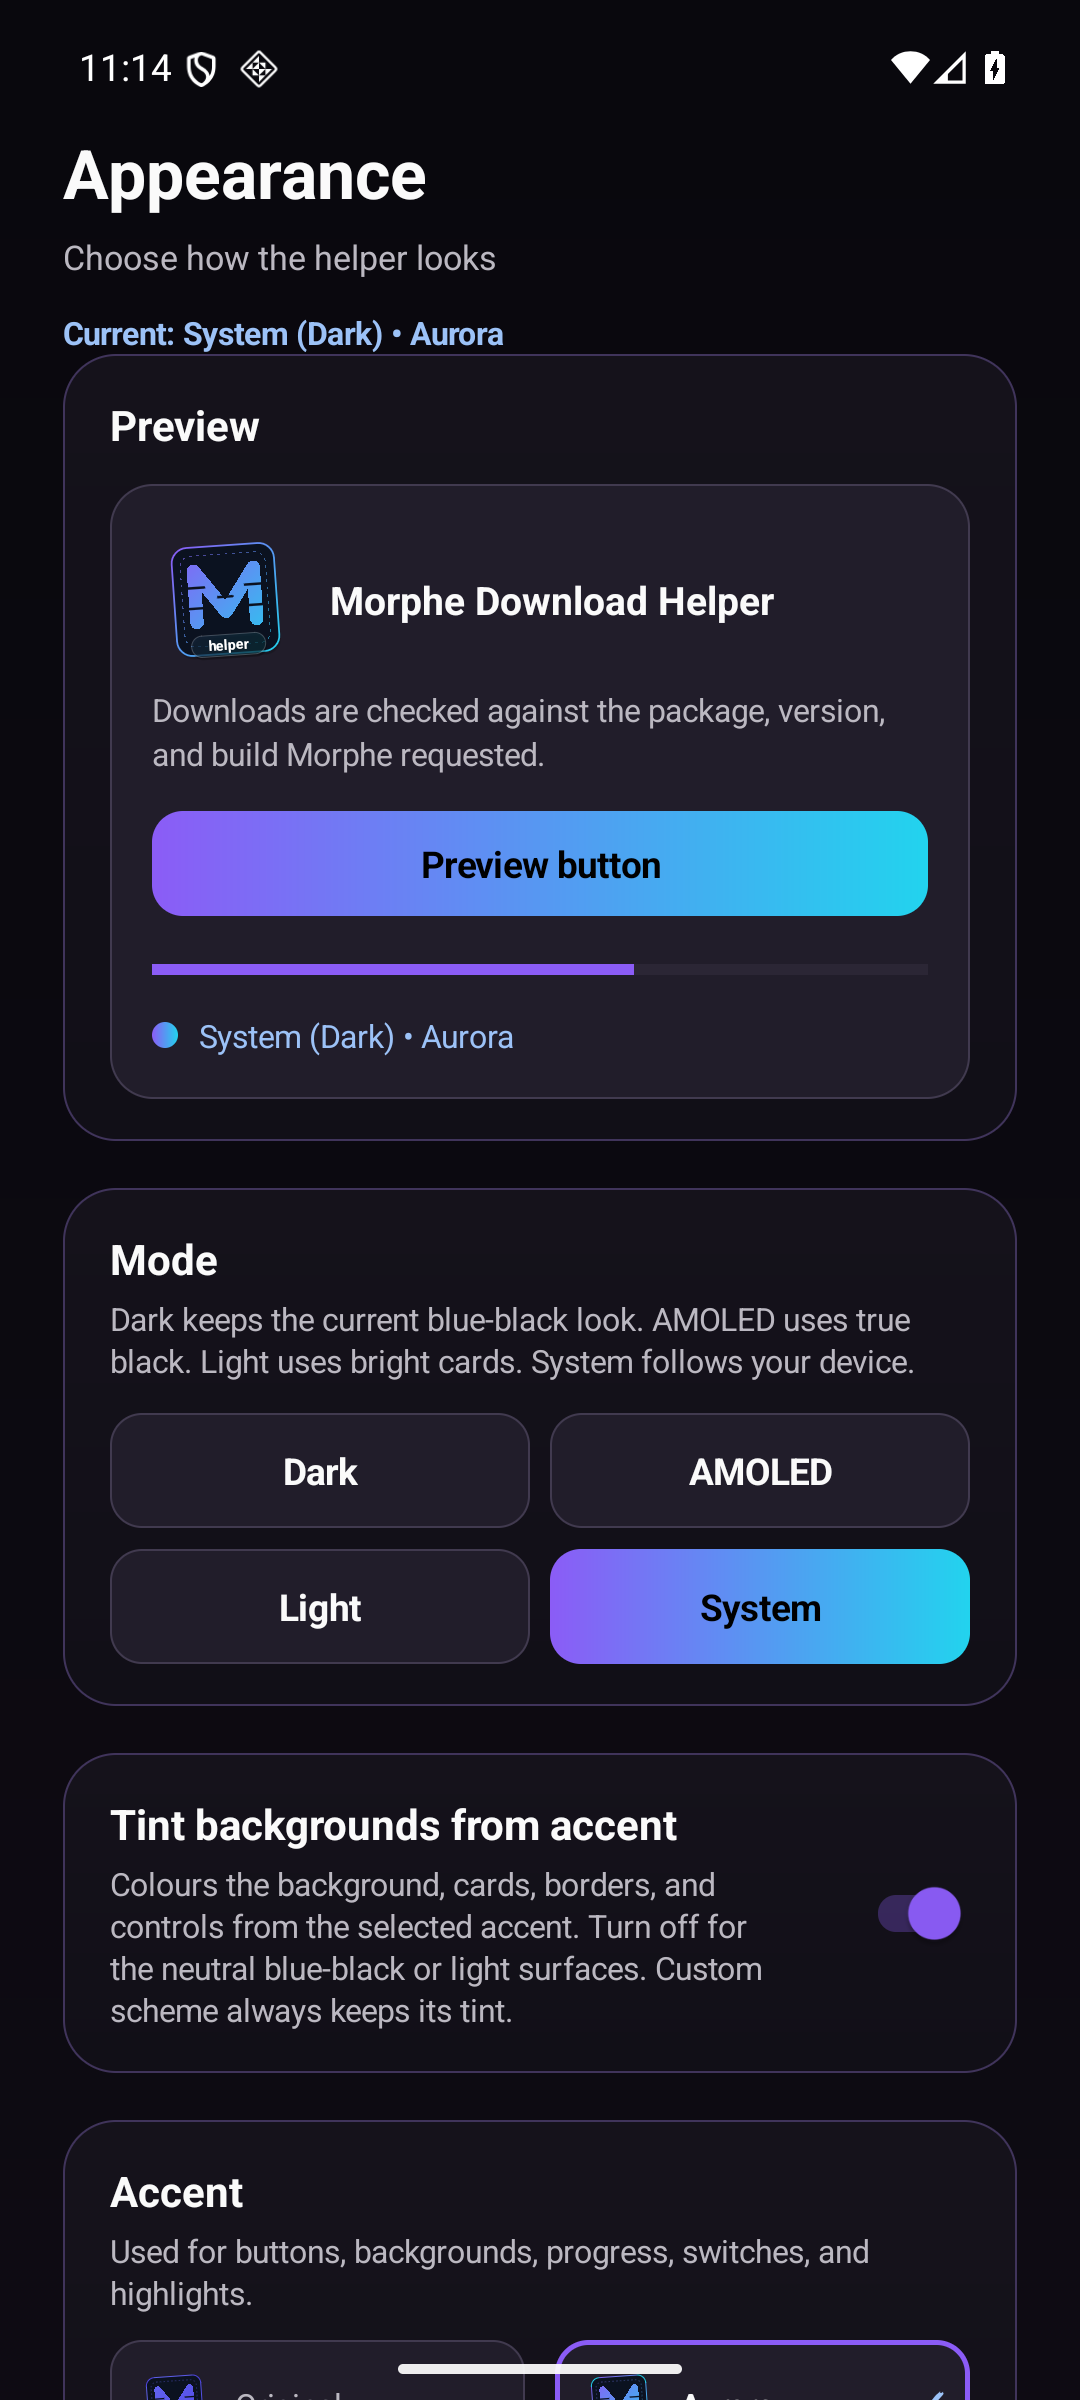 11:14
Appearance
Choose how the helper looks
Current: System (Dark) • Aurora
Preview
helper
Morphe Download Helper
Downloads are checked against the package, version,
and build Morphe requested.
Preview button
System (Dark) • Aurora
Mode
Dark keeps the current blue-black look. AMOLED uses true
black. Light uses bright cards. System follows your device.
Dark
AMOLED
Light
System
Tint backgrounds from accent
Colours the background, cards, borders, and
controls from the selected accent. Turn off for
the neutral blue-black or light surfaces. Custom
scheme always keeps its tint.
Accent
Used for buttons, backgrounds, progress, switches, and
highlights.